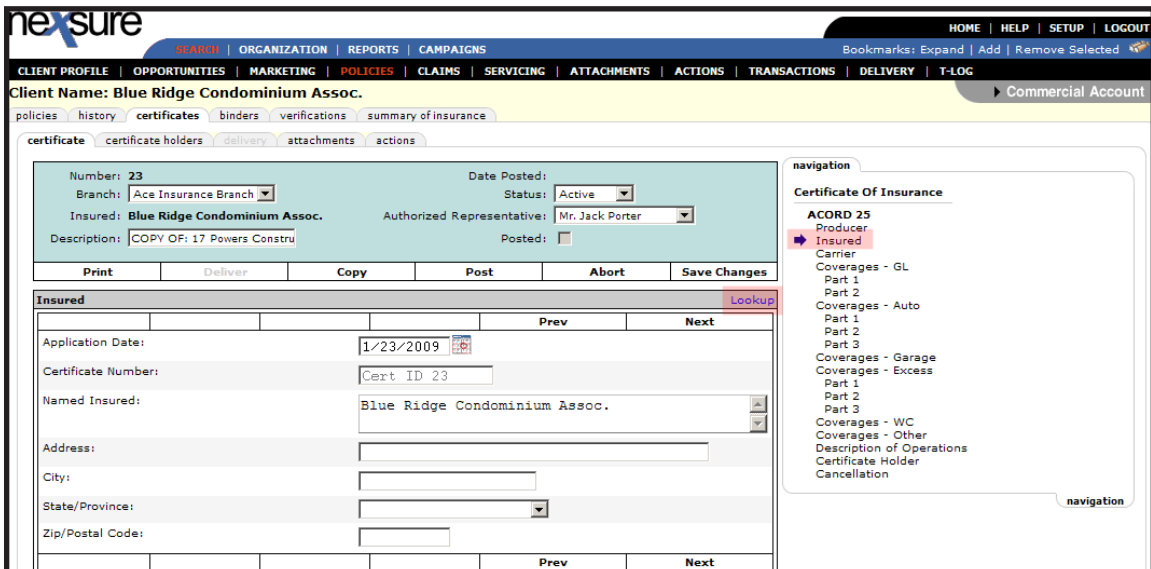 nexsure
HOME | HELP | SETUP | LOGOUT
SEARCH | ORGANIZATION | REPORTS | CAMPAIGNS
Bookmarks: Expand | Add | Remove Selected
CLIENT PROFILE | OPPORTUNITIES | MARKETING | POLICIES | CLAIMS | SERVICING | ATTACHMENTS | ACTIONS | TRANSACTIONS | DELIVERY | T-LOG
Client Name: Blue Ridge Condominium Assoc.
Commercial Account
policies history certificates binders verifications summary of insurance
certificate certificate holders delivery attachments actions
Number: 23
Date Posted:
Branch: Ace Insurance Branch
Status: Active
Insured: Blue Ridge Condominium Assoc.
Authorized Representative: Mr. Jack Porter
Description: COPY OF: 17 Powers Constru
Posted:
Print Deliver Copy Post Abort Save Changes
Insured Lookup
Prev Next
Application Date: 1/23/2009
Certificate Number: Cert ID 23
Named Insured: Blue Ridge Condominium Assoc.
Address:
City:
State/Province:
Zip/Postal Code:
Prev Next
navigation
Certificate Of Insurance
ACORD 25
Producer
Insured
Carrier
Coverages - GL
Part 1
Part 2
Coverages - Auto
Part 1
Part 2
Part 3
Coverages - Garage
Coverages - Excess
Part 1
Part 2
Part 3
Coverages - WC
Coverages - Other
Description of Operations
Certificate Holder
Cancellation
navigation